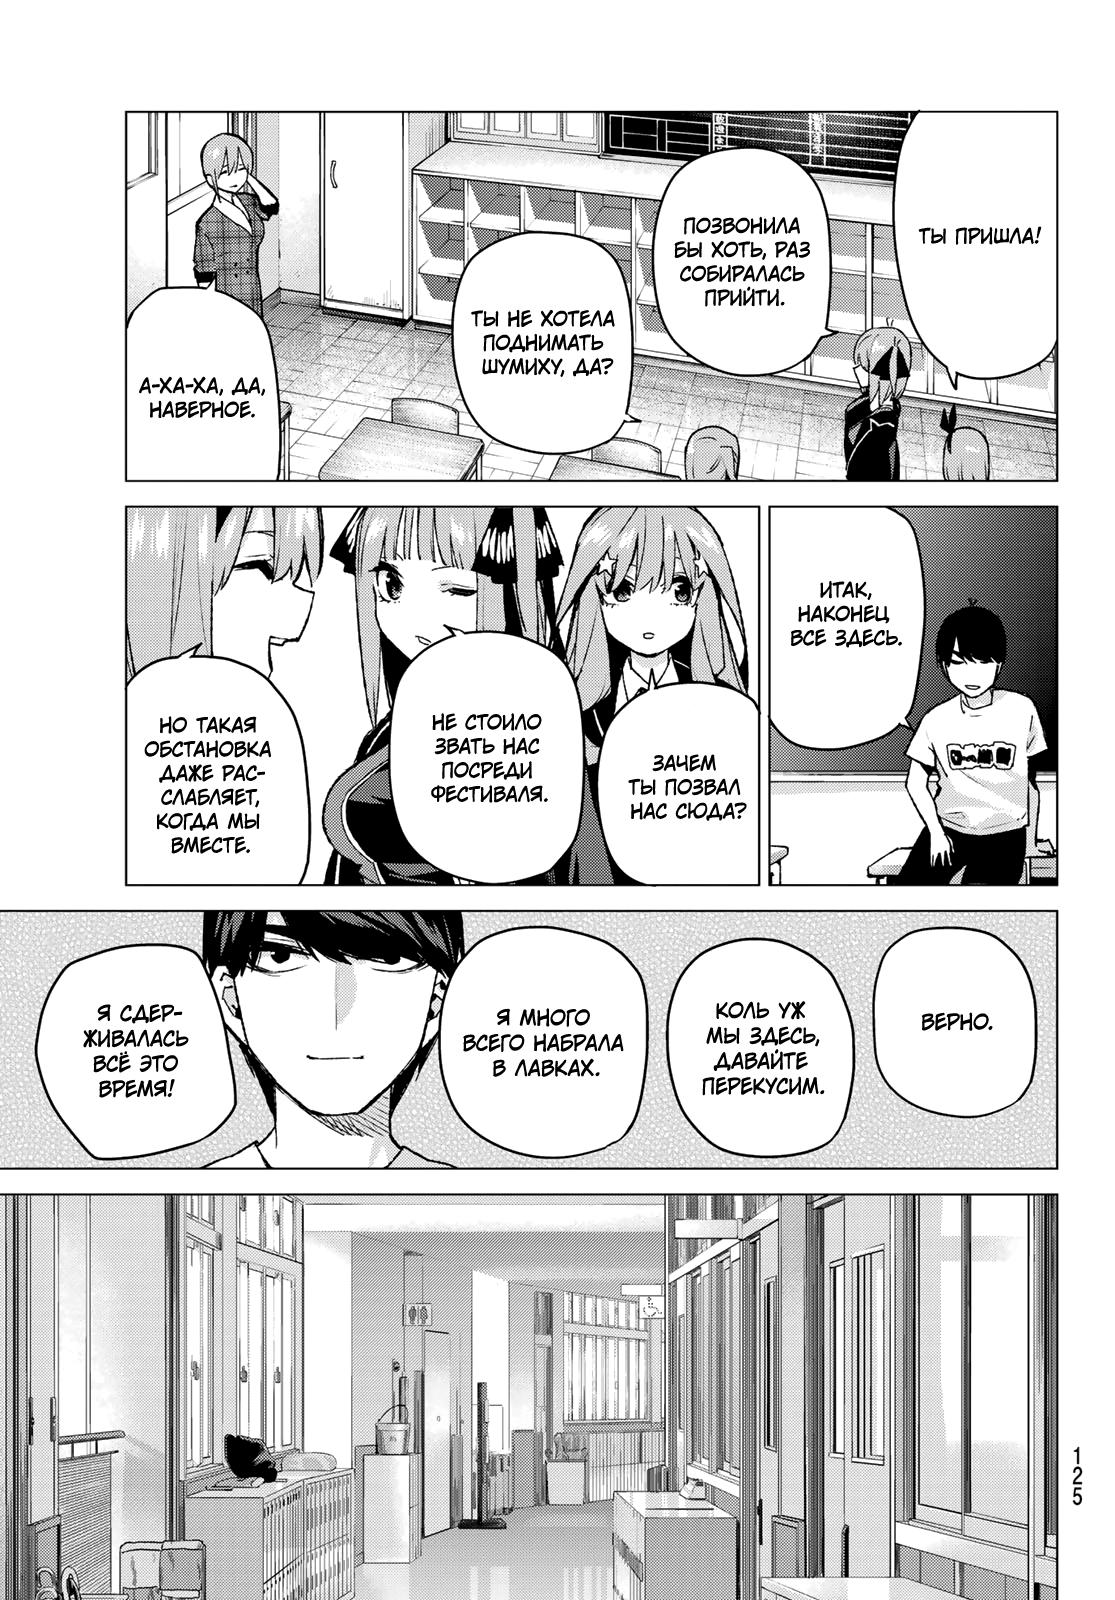 ТЫ ПРИШЛА!
ПОЗВОНИЛА
БЫ ХОТЬ, РАЗ
СОБИРАЛАСЬ
ПРИЙТИ.
ТЫ НЕ ХОТЕЛА
ПОДНИМАТЬ
ШУМИХУ, ДА?
А-ХА-ХА, ДА,
НАВЕРНОЕ.
ИТАК,
НАКОНЕЦ
ВСЕ ЗДЕСЬ.
ЗАЧЕМ
ТЫ ПОЗВАЛ
НАС СЮДА?
НЕ СТОИЛО
ЗВАТЬ НАС
ПОСРЕДИ
ФЕСТИВАЛЯ.
НО ТАКАЯ
ОБСТАНОВКА
ДАЖЕ РАС-
СЛАБЛЯЕТ,
КОГДА МЫ
ВМЕСТЕ.
ВЕРНО.
КОЛЬ УЖ
МЫ ЗДЕСЬ,
ДАВАЙТЕ
ПЕРЕКУСИМ.
Я МНОГО
ВСЕГО НАБРАЛА
В ЛАВКАХ.
Я СДЕР-
ЖИВАЛАСЬ
ВСЁ ЭТО
ВРЕМЯ!
125